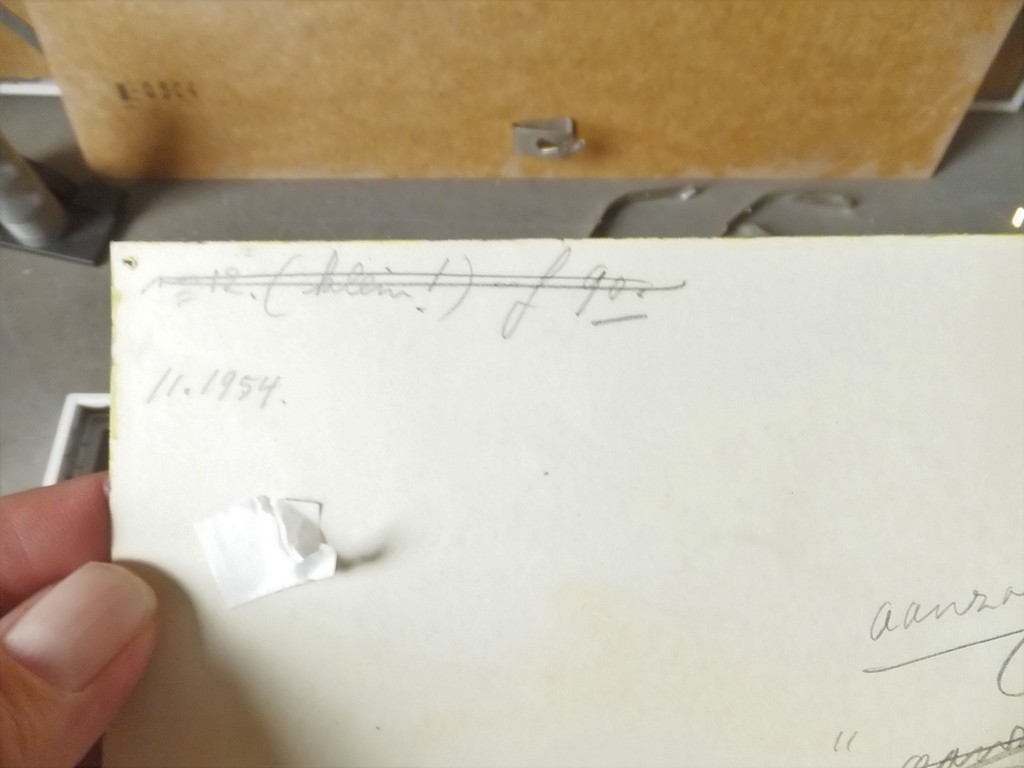 12. (klein!) f 90.
11.1954.
aanza
"